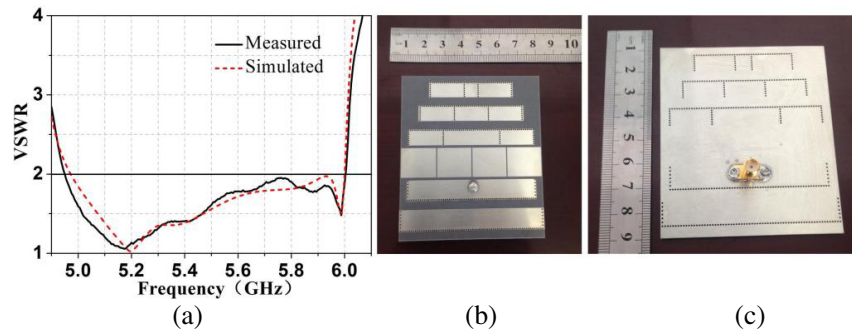 4
3
2
1
VSWR
Measured
Simulated
5.0 5.2 5.4 5.6 5.8 6.0
Frequency（GHz）
1 2 3 4 5 6 7 8 9 10
1 2 3 4 5 6 7 8 9
(a) (b) (c)